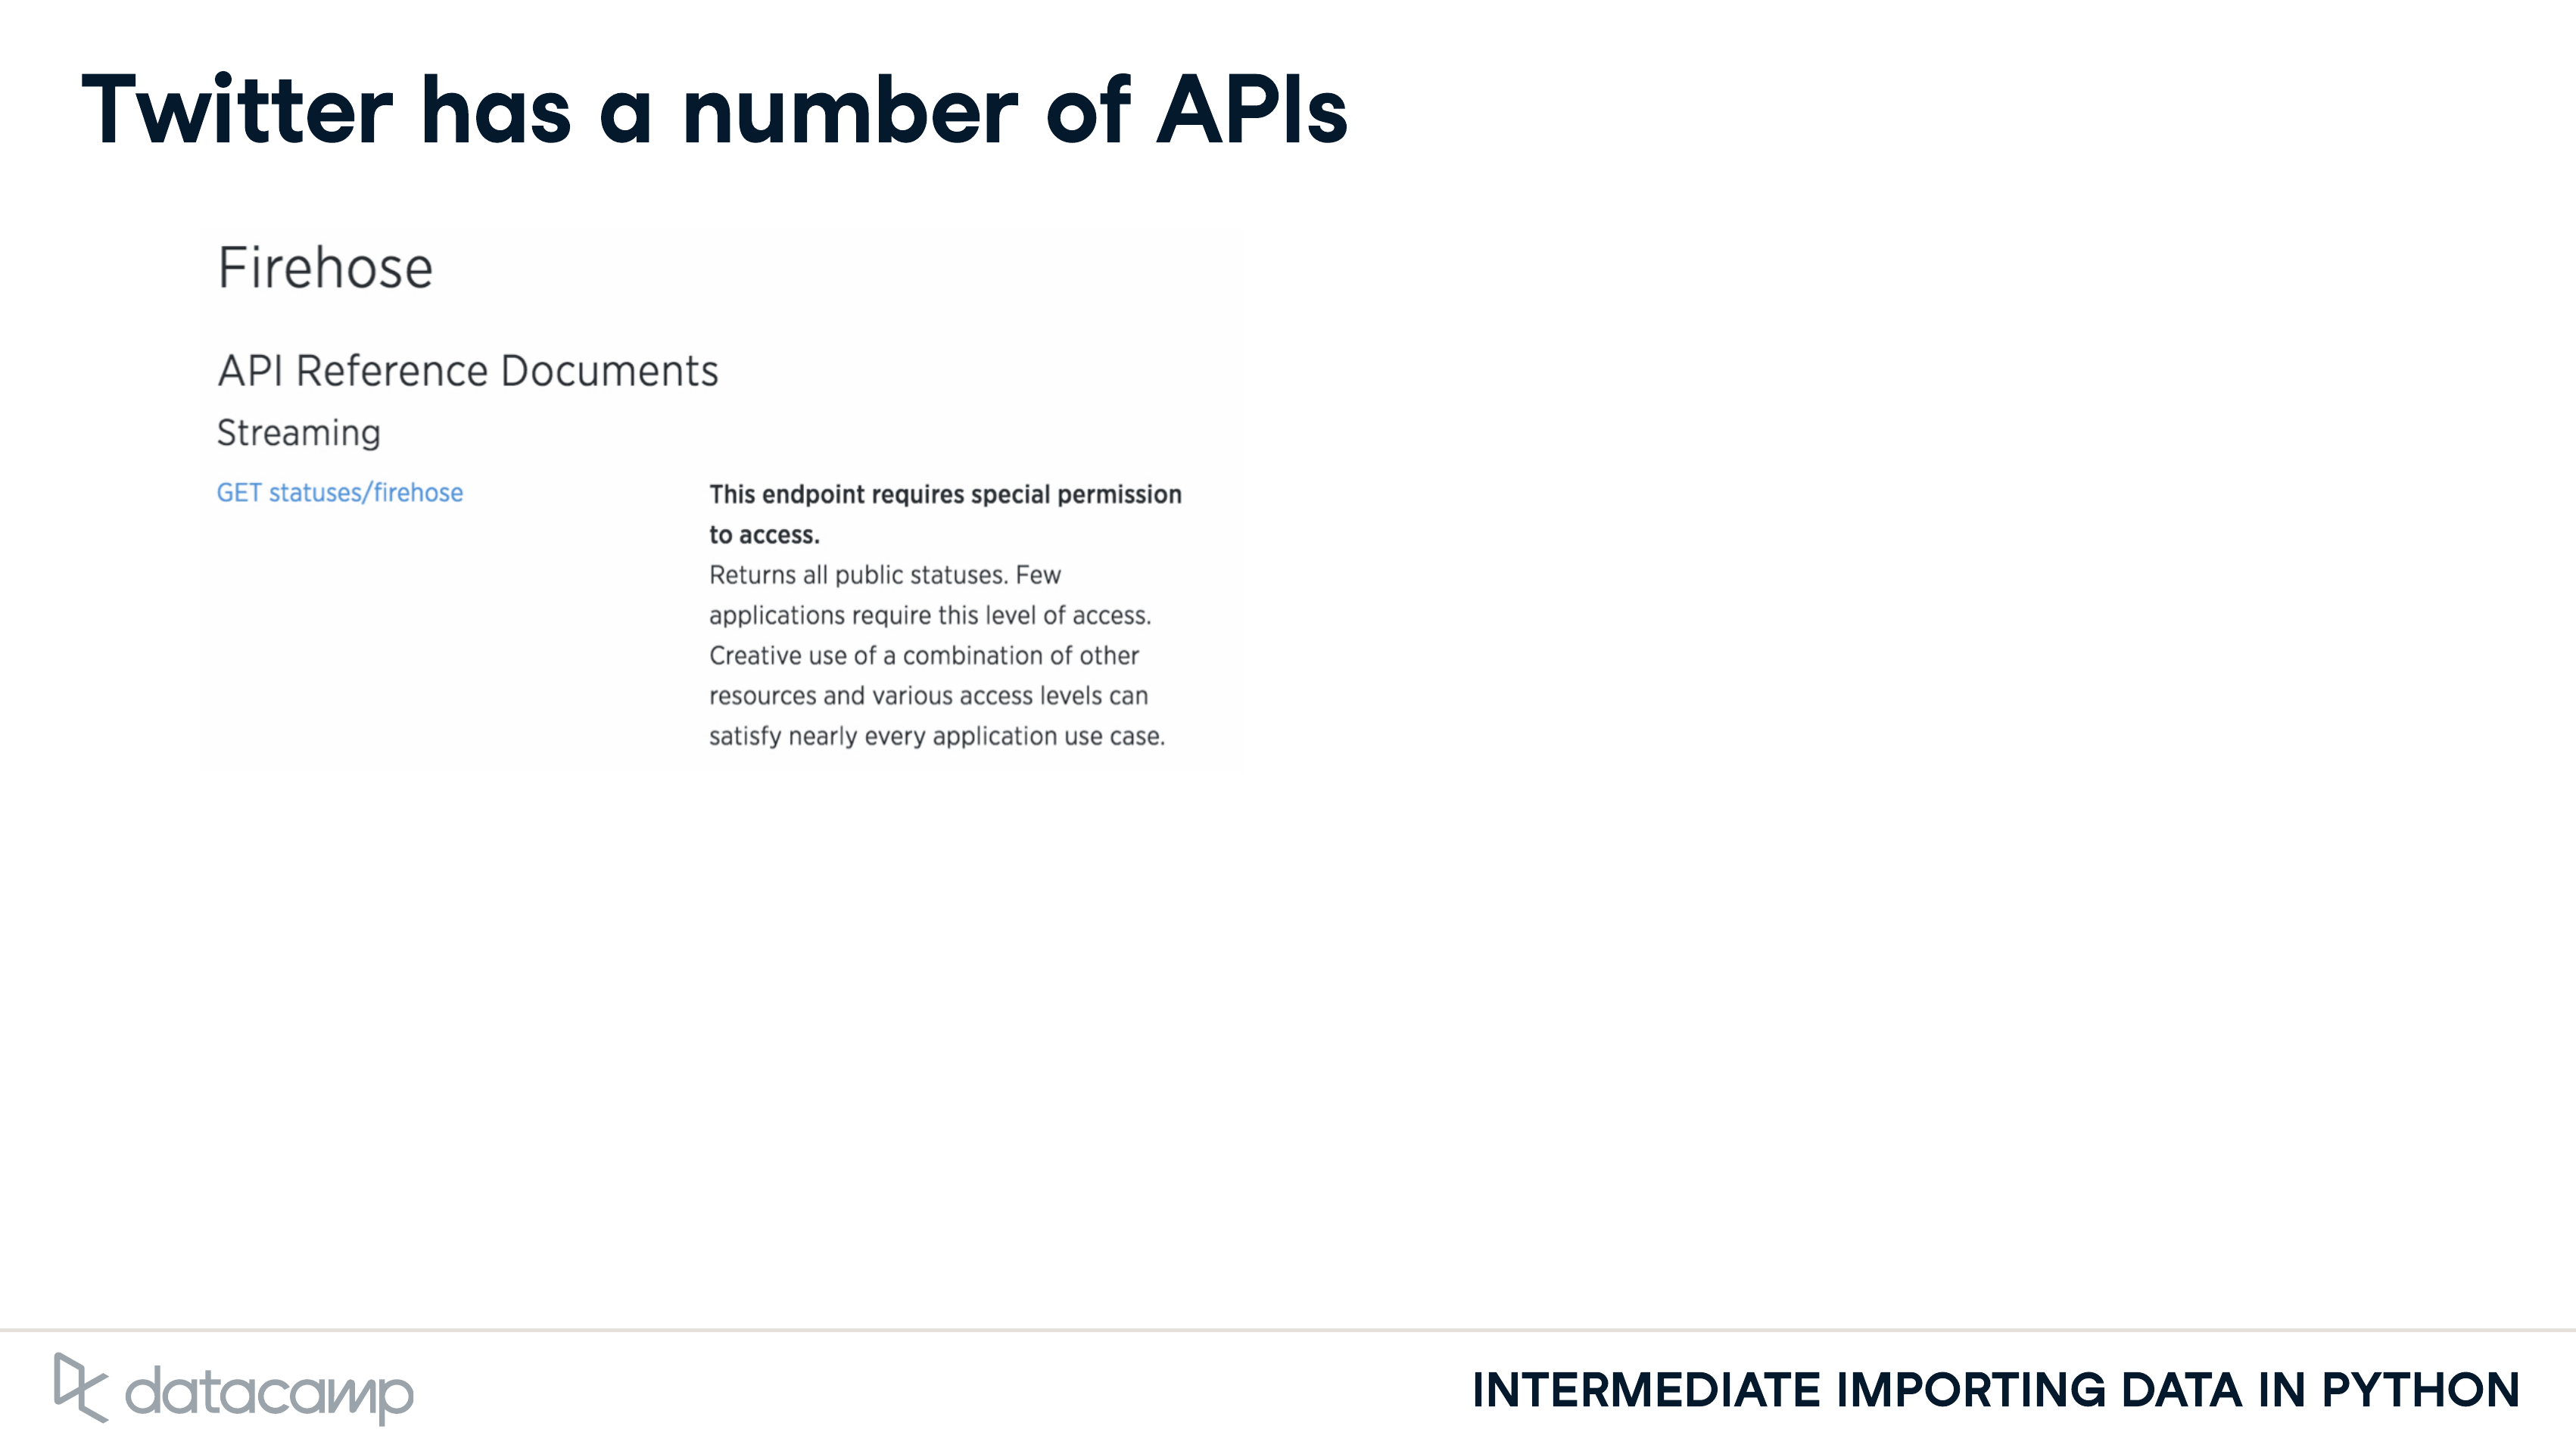 Twitter has a number of APIs
Firehose
API Reference Documents
Streaming
GET statuses/firehose
This endpoint requires special permission
to access.
Returns all public statuses. Few
applications require this level of access.
Creative use of a combination of other
resources and various access levels can
satisfy nearly every application use case.
datacamp
INTERMEDIATE IMPORTING DATA IN PYTHON